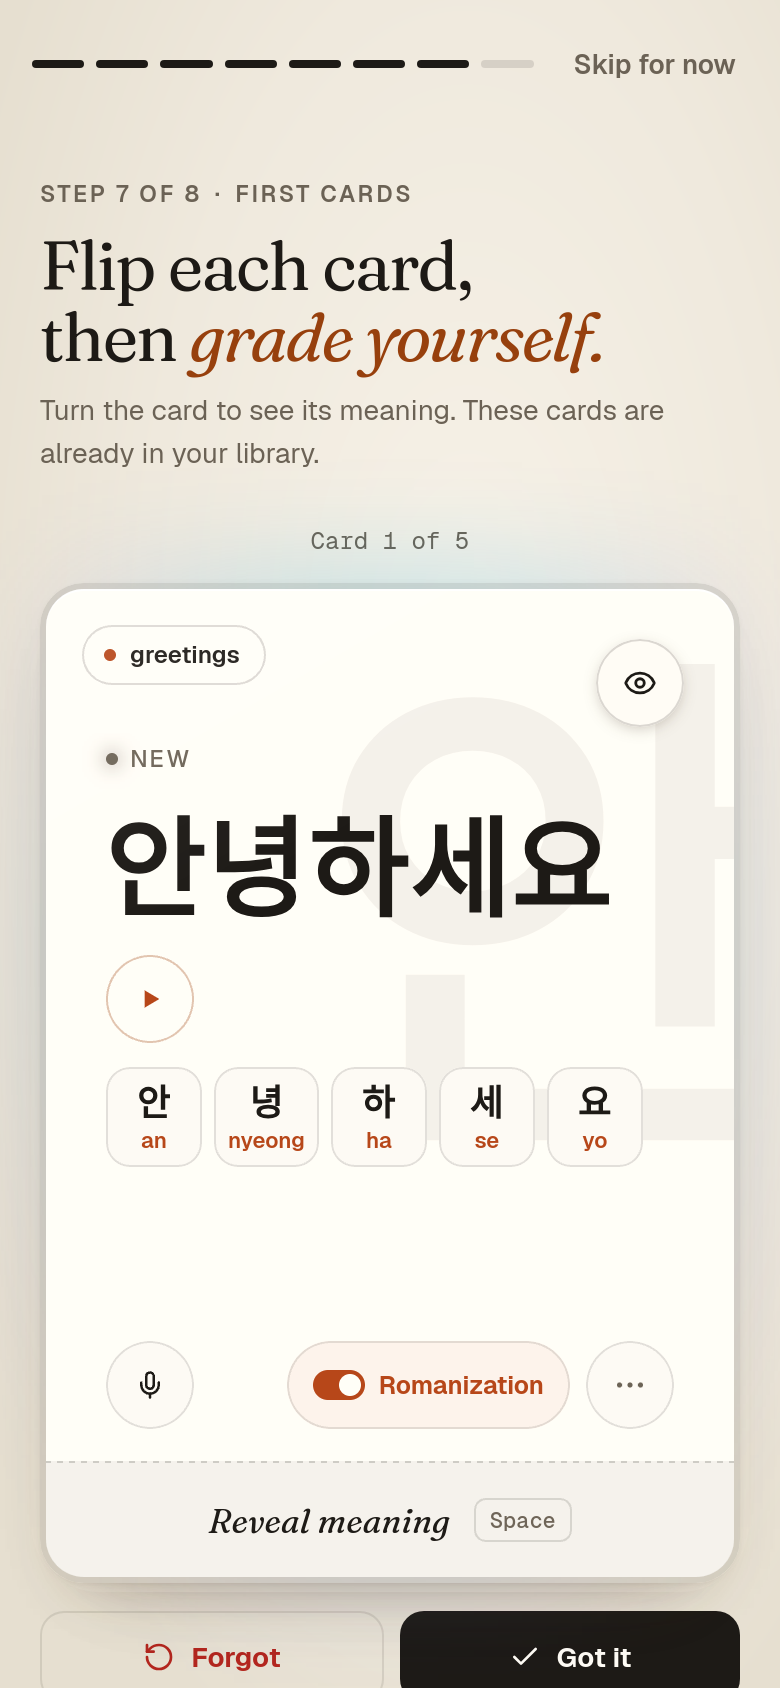 Skip for now
STEP 7 OF 8 · FIRST CARDS
Flip each card,
then grade yourself.
Turn the card to see its meaning. These cards are
already in your library.
Card 1 of 5
greetings
NEW
안녕하세요
안 녕 하 세 요
an nyeong ha se yo
Romanization
Reveal meaning Space
Forgot Got it